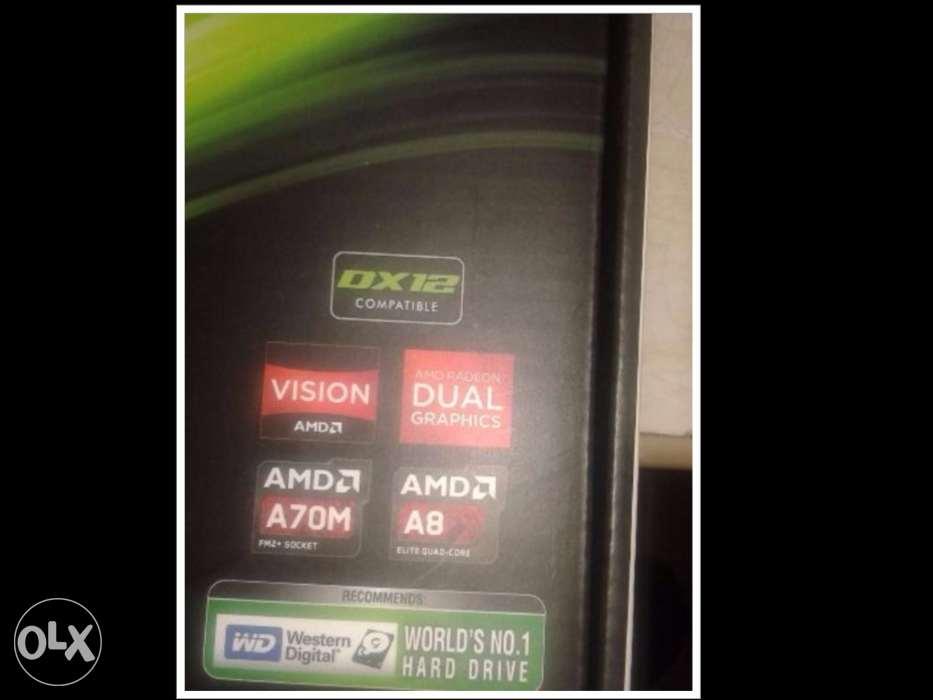 DX12
COMPATIBLE
VISION
AMD
AMD RADEON
DUAL
GRAPHICS
AMD
A70M
FM2+ SOCKET
AMD
A8
ELITE QUAD-CORE
RECOMMENDS:
WD
Western
Digital
WORLD'S NO.1
HARD DRIVE
OLX